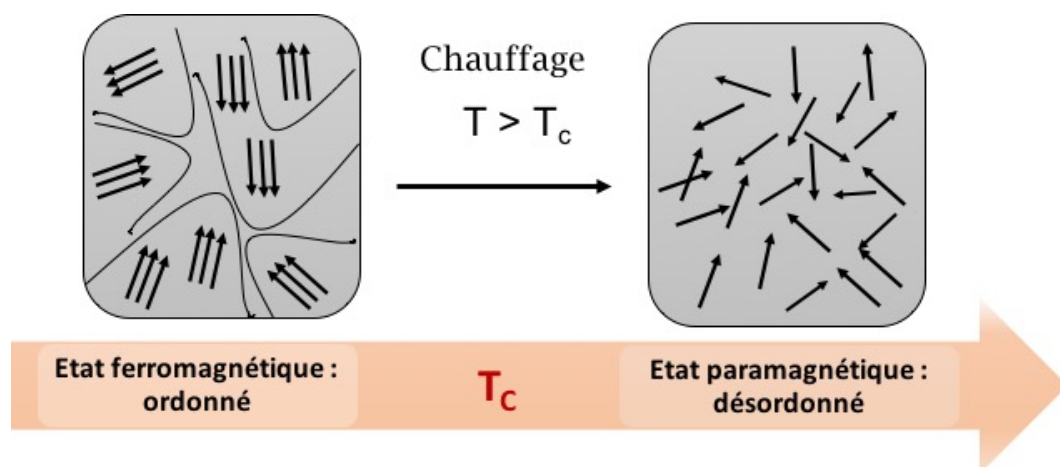 Chauffage
T > Tc
Etat ferromagnétique :
ordonné
TC
Etat paramagnétique :
désordonné